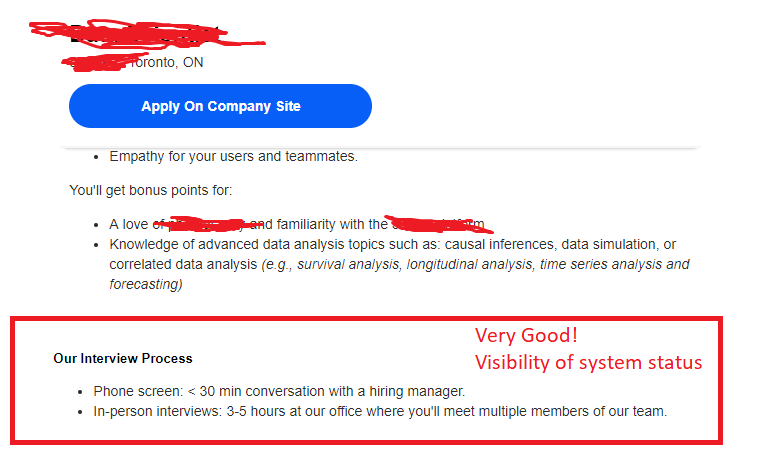 Toronto, ON
Apply On Company Site
• Empathy for your users and teammates.
You'll get bonus points for:
• A love of and familiarity with the
• Knowledge of advanced data analysis topics such as: causal inferences, data simulation, or
correlated data analysis (e.g., survival analysis, longitudinal analysis, time series analysis and
forecasting)
Very Good!
Visibility of system status
Our Interview Process
• Phone screen: < 30 min conversation with a hiring manager.
• In-person interviews: 3-5 hours at our office where you'll meet multiple members of our team.